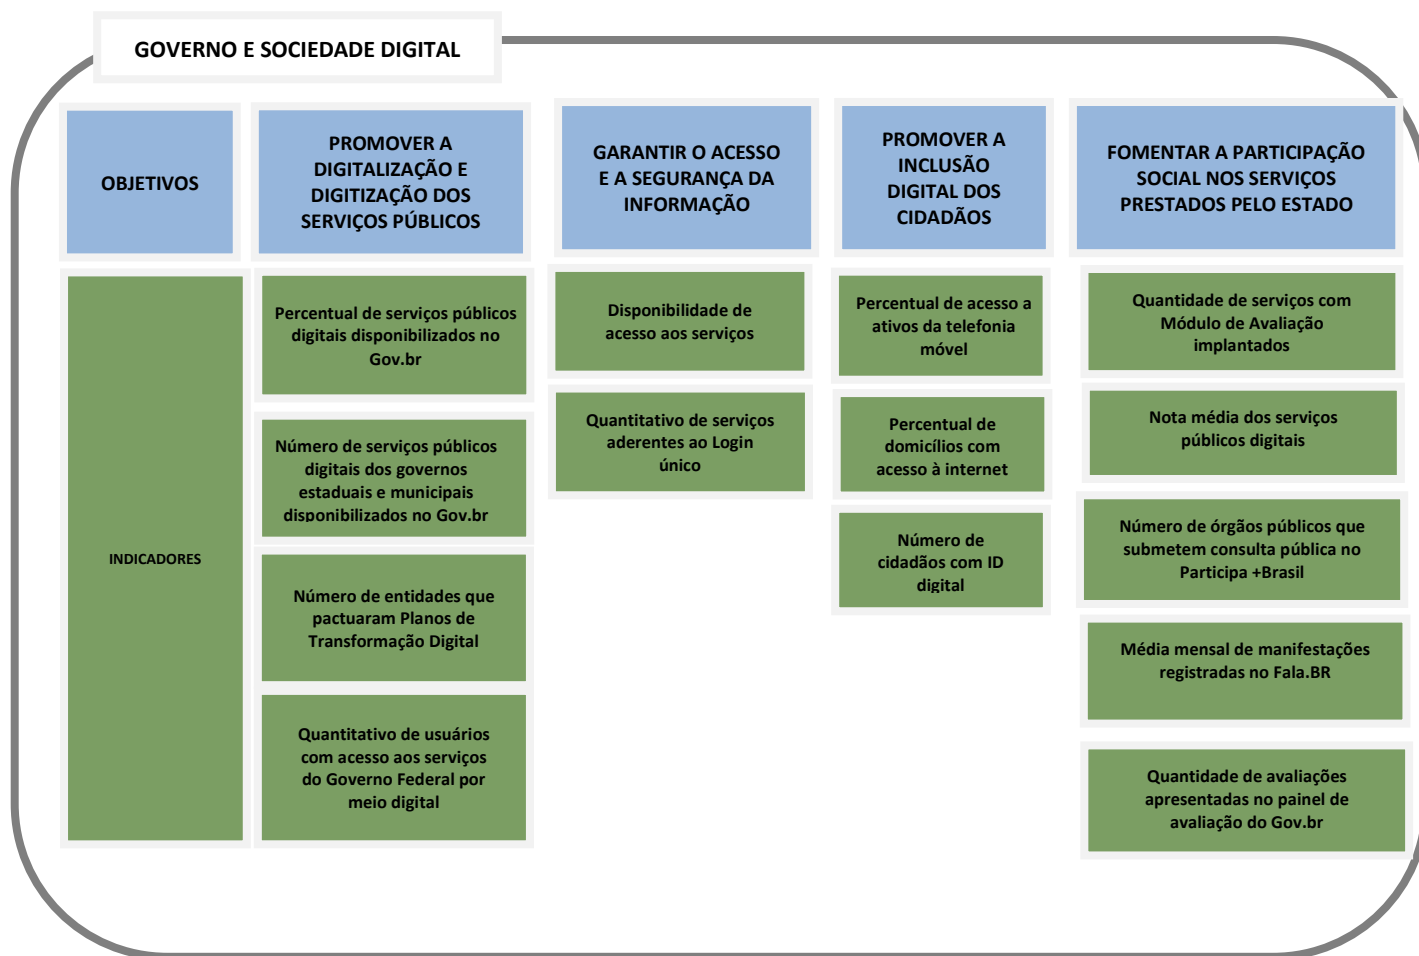 GOVERNO E SOCIEDADE DIGITAL
OBJETIVOS
PROMOVER A
DIGITALIZAÇÃO E
DIGITIZAÇÃO DOS
SERVIÇOS PÚBLICOS
GARANTIR O ACESSO
E A SEGURANÇA DA
INFORMAÇÃO
PROMOVER A
INCLUSÃO
DIGITAL DOS
CIDADÃOS
FOMENTAR A PARTICIPAÇÃO
SOCIAL NOS SERVIÇOS
PRESTADOS PELO ESTADO
INDICADORES
Percentual de serviços públicos
digitais disponibilizados no
Gov.br
Número de serviços públicos
digitais dos governos
estaduais e municipais
disponibilizados no Gov.br
Número de entidades que
pactuaram Planos de
Transformação Digital
Quantitativo de usuários
com acesso aos serviços
do Governo Federal por
meio digital
Disponibilidade de
acesso aos serviços
Quantitativo de serviços
aderentes ao Login
único
Percentual de acesso a
ativos da telefonia
móvel
Percentual de
domicílios com
acesso à internet
Número de
cidadãos com ID
digital
Quantidade de serviços com
Módulo de Avaliação
implantados
Nota média dos serviços
públicos digitais
Número de órgãos públicos que
submetem consulta pública no
Participa +Brasil
Média mensal de manifestações
registradas no Fala.BR
Quantidade de avaliações
apresentadas no painel de
avaliação do Gov.br